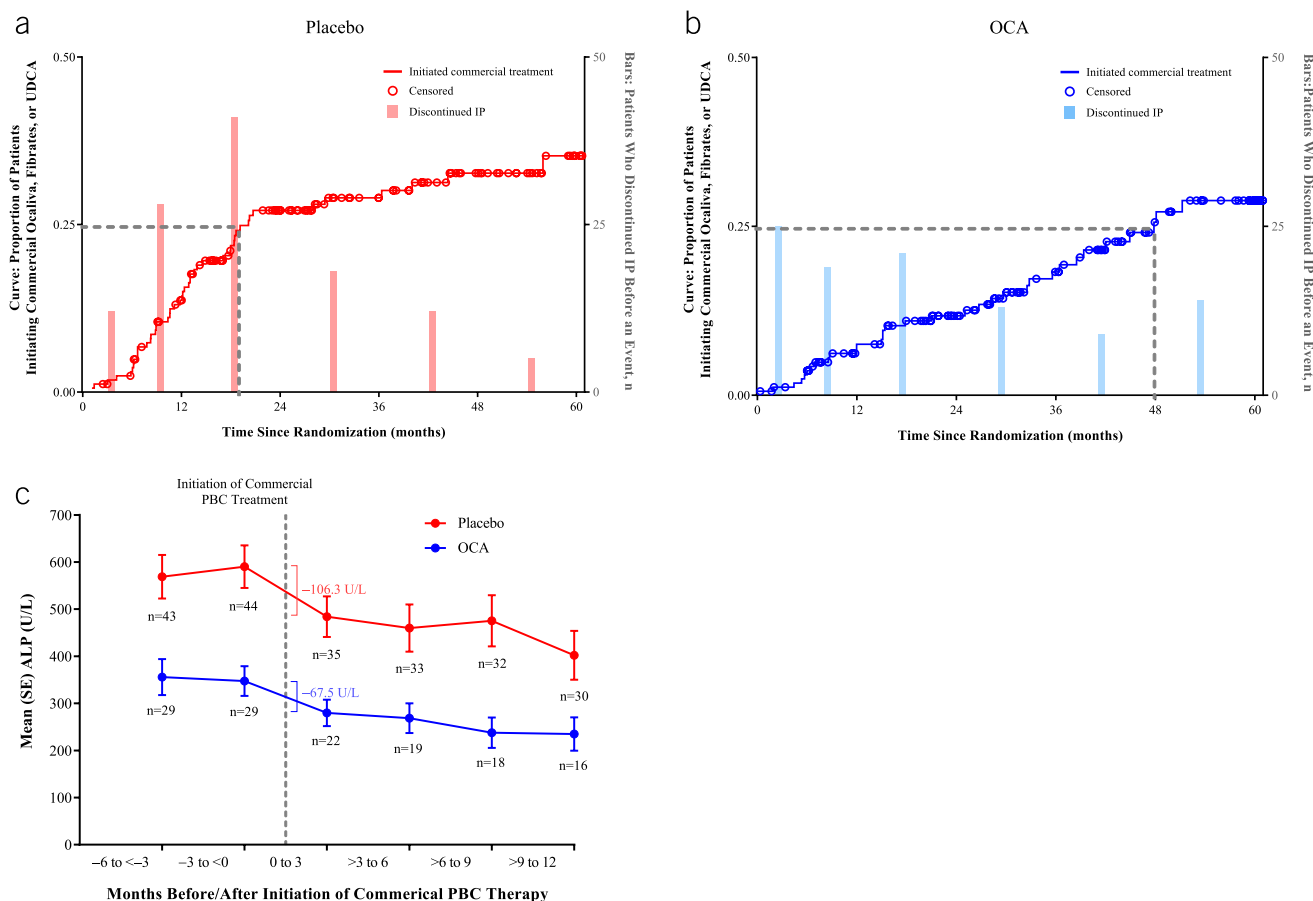 a
Placebo
Curve: Proportion of Patients
Initiating Commercial Ocaliva, Fibrates, or UDCA
0.50
0.25
0.00
50
25
0
Initiated commercial treatment
Censored
Discontinued IP
Bars: Patients Who Discontinued IP Before an Event, n
0 12 24 36 48 60
Time Since Randomization (months)
b
OCA
Curve: Proportion of Patients
Initiating Commercial Ocaliva, Fibrates, or UDCA
0.50
0.25
0.00
50
25
0
Initiated commercial treatment
Censored
Discontinued IP
Bars:Patients Who Discontinued IP Before an Event, n
0 12 24 36 48 60
Time Since Randomization (months)
c
Initiation of Commercial
PBC Treatment
Mean (SE) ALP (U/L)
700
600
500
400
300
200
100
0
Placebo
OCA
–106.3 U/L
n=43 n=44 n=35 n=33 n=32 n=30
–67.5 U/L
n=29 n=29 n=22 n=19 n=18 n=16
–6 to <–3 –3 to <0 0 to 3 >3 to 6 >6 to 9 >9 to 12
Months Before/After Initiation of Commerical PBC Therapy